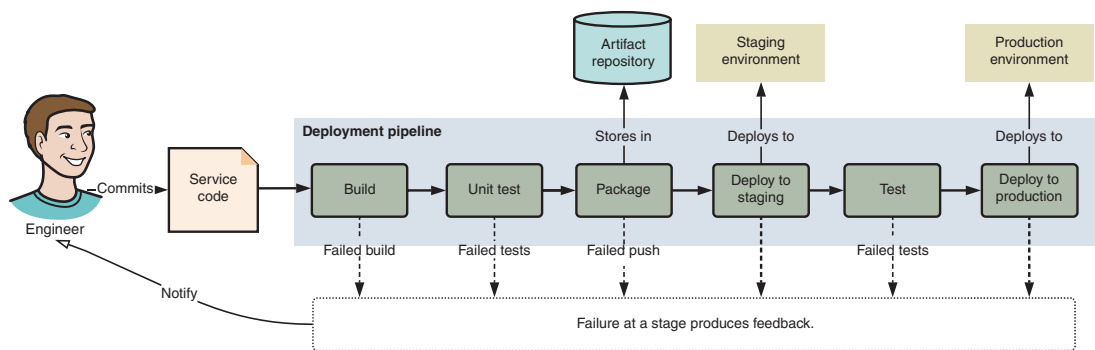 Artifact
repository
Staging
environment
Production
environment
Deployment pipeline
Stores in
Deploys to
Deploys to
Commits
Service
code
Build
Unit test
Package
Deploy to
staging
Test
Deploy to
production
Engineer
Failed build
Failed tests
Failed push
Failed tests
Notify
Failure at a stage produces feedback.